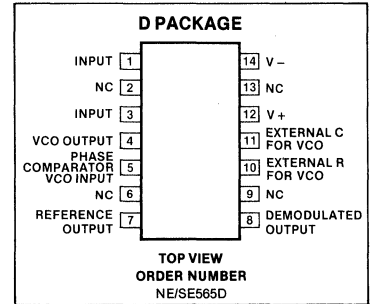 D PACKAGE
INPUT 1
NC 2
INPUT 3
VCO OUTPUT 4
PHASE
COMPARATOR 5
VCO INPUT
NC 6
REFERENCE 7
OUTPUT
14 V –
13 NC
12 V +
11 EXTERNAL C
FOR VCO
10 EXTERNAL R
FOR VCO
9 NC
8 DEMODULATED
OUTPUT
TOP VIEW
ORDER NUMBER
NE/SE565D